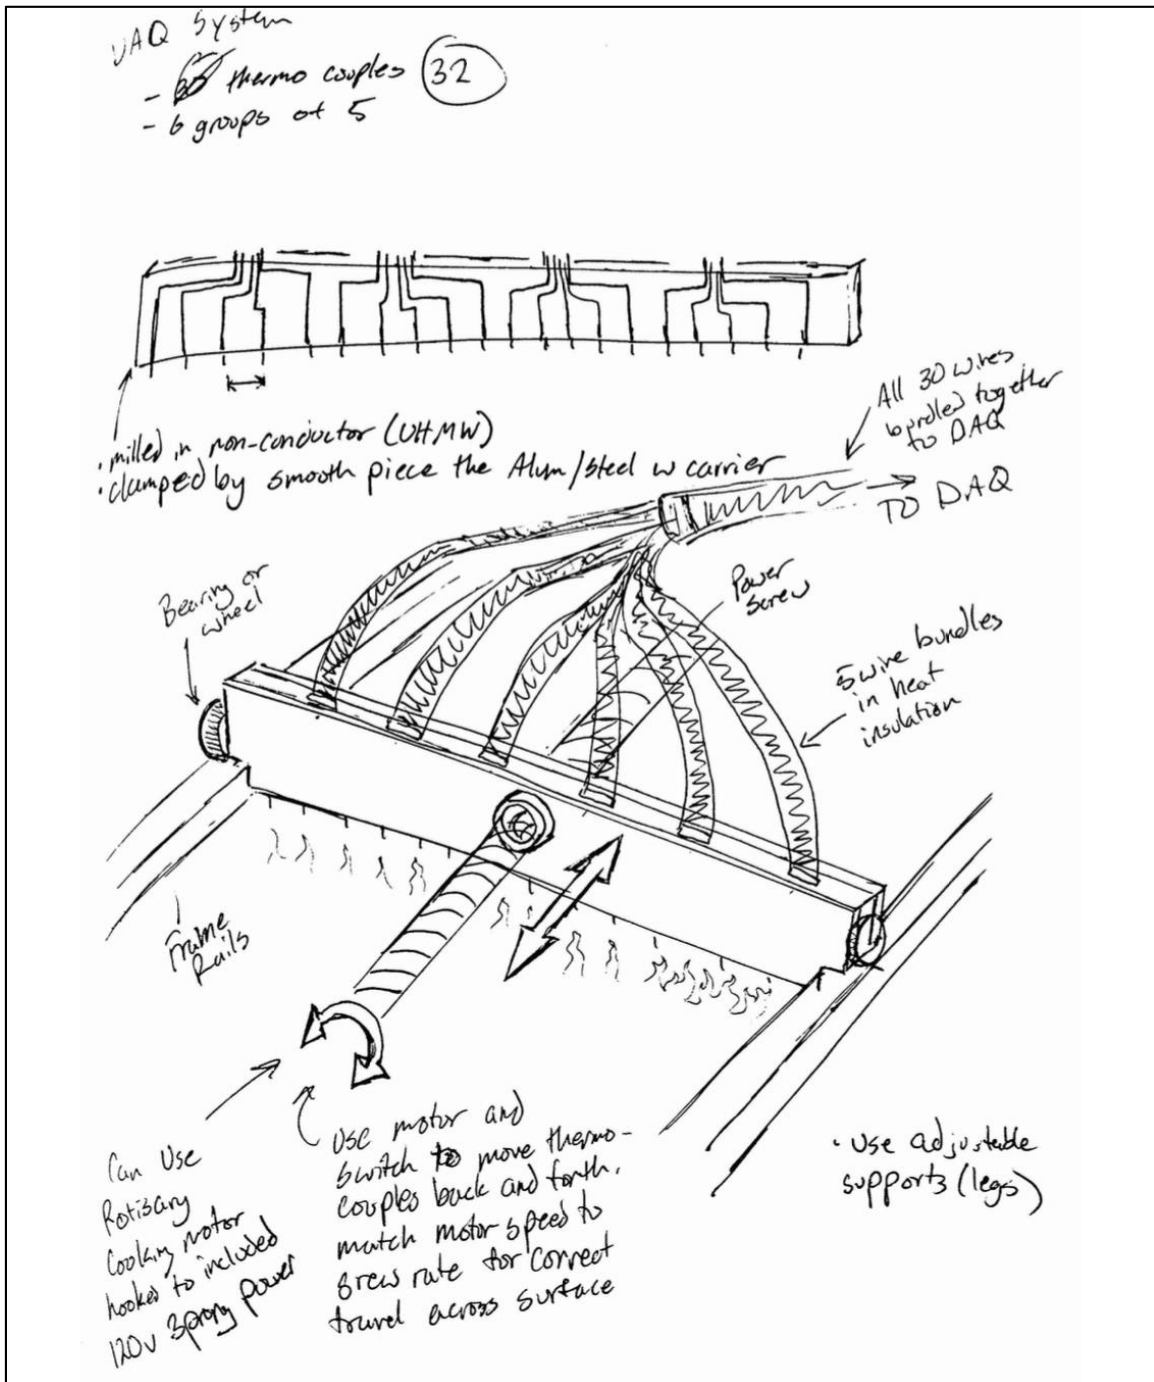 DAQ System
- thermo couples 32
- 6 groups of 5
• milled in non-conductor (UHMW)
• clamped by smooth piece the Alum/steel w carrier
All 30 wires
bundled together
to DAQ
TO DAQ
Bearing or
wheel
Power
screw
5 wire bundles
in heat
insulation
Frame
Rails
Can Use
Rotisary
Cooking motor
hooked to included
120v 3prong power
Use motor and
switch to move thermo-
couples back and forth.
match motor speed to
screw rate for correct
travel across surface
• Use adjustable
supports (legs)